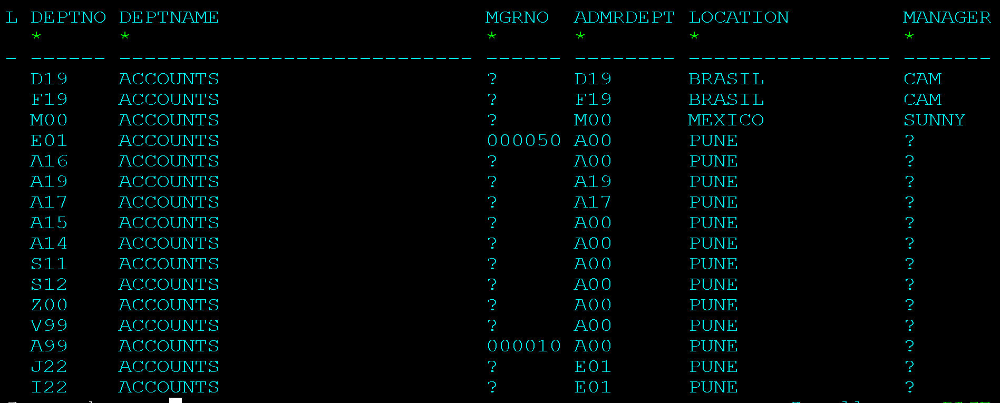 L DEPTNO DEPTNAME MGRNO ADMRDEPT LOCATION MANAGER
* * * * * *
- ------ ---------------------------- ------ -------- ---------------- -------
D19 ACCOUNTS ? D19 BRASIL CAM
F19 ACCOUNTS ? F19 BRASIL CAM
M00 ACCOUNTS ? M00 MEXICO SUNNY
E01 ACCOUNTS 000050 A00 PUNE ?
A16 ACCOUNTS ? A00 PUNE ?
A19 ACCOUNTS ? A19 PUNE ?
A17 ACCOUNTS ? A17 PUNE ?
A15 ACCOUNTS ? A00 PUNE ?
A14 ACCOUNTS ? A00 PUNE ?
S11 ACCOUNTS ? A00 PUNE ?
S12 ACCOUNTS ? A00 PUNE ?
Z00 ACCOUNTS ? A00 PUNE ?
V99 ACCOUNTS ? A00 PUNE ?
A99 ACCOUNTS 000010 A00 PUNE ?
J22 ACCOUNTS ? E01 PUNE ?
I22 ACCOUNTS ? E01 PUNE ?